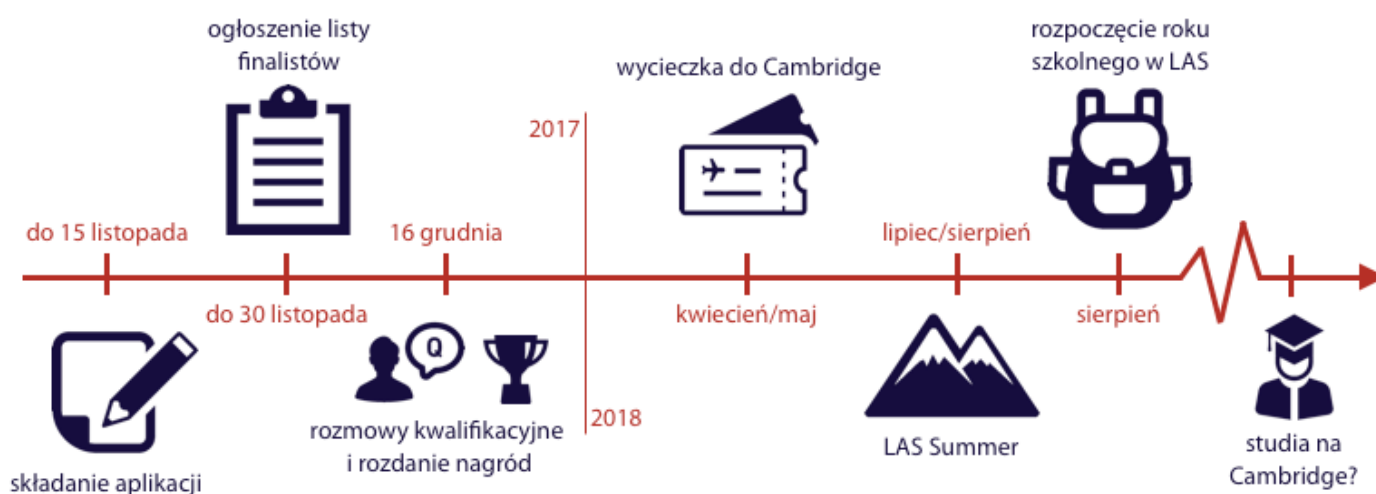 ogłoszenie listy
finalistów
wycieczka do Cambridge
rozpoczęcie roku
szkolnego w LAS
2017
do 15 listopada
16 grudnia
lipiec/sierpień
do 30 listopada
kwiecień/maj
sierpień
Q
2018
rozmowy kwalifikacyjne
i rozdanie nagród
LAS Summer
studia na
Cambridge?
składanie aplikacji